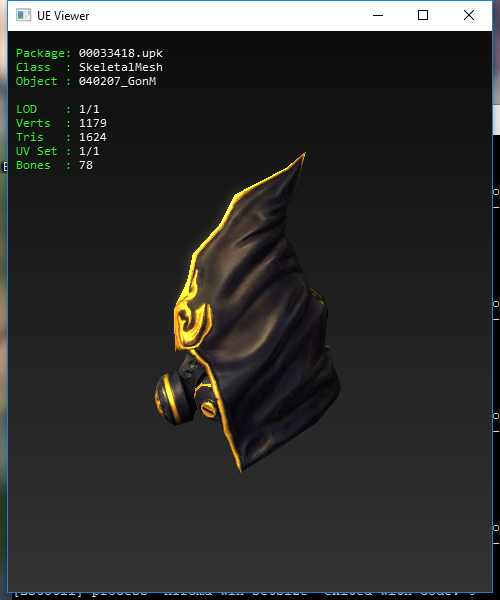 UE Viewer
Package: 00033418.upk
Class  : SkeletalMesh
Object : 040207_GonM
LOD    : 1/1
Verts  : 1179
Tris   : 1624
UV Set : 1/1
Bones  : 78